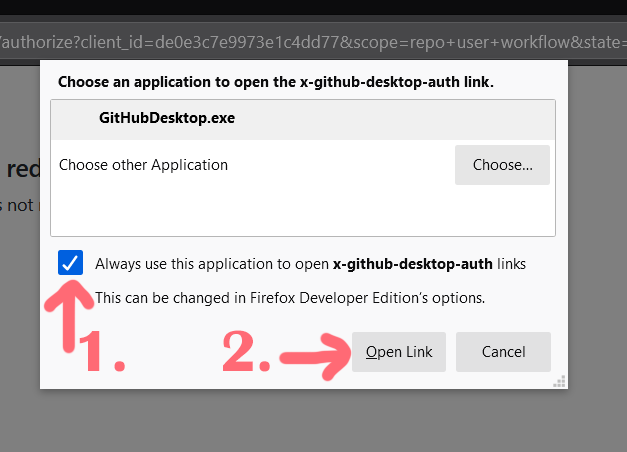 /authorize?client_id=de0e3c7e9973e1c4dd77&scope=repo+user+workflow&state=
Choose an application to open the x-github-desktop-auth link.
GitHubDesktop.exe
red
Choose other Application
Choose...
s not
Always use this application to open x-github-desktop-auth links
This can be changed in Firefox Developer Edition's options.
1.
2.
Open Link
Cancel